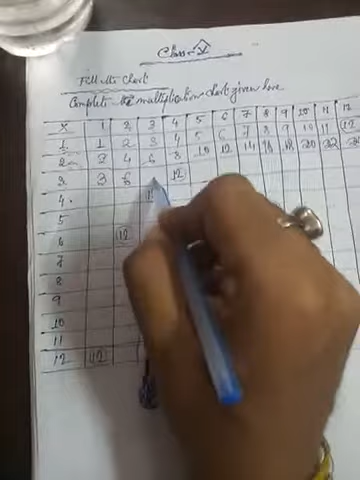 Class-V
Fill the chart
Complete the multiplication chart given here
X 1 2 3 4 5 6 7 8 9 10 11 12
1 1 2 3 4 5 6 7 8 9 10 11 12
2 4 6 8 10 12 14 18 20
3 3 6 12
4
5
6 12
7
8
9
10
11
12 12